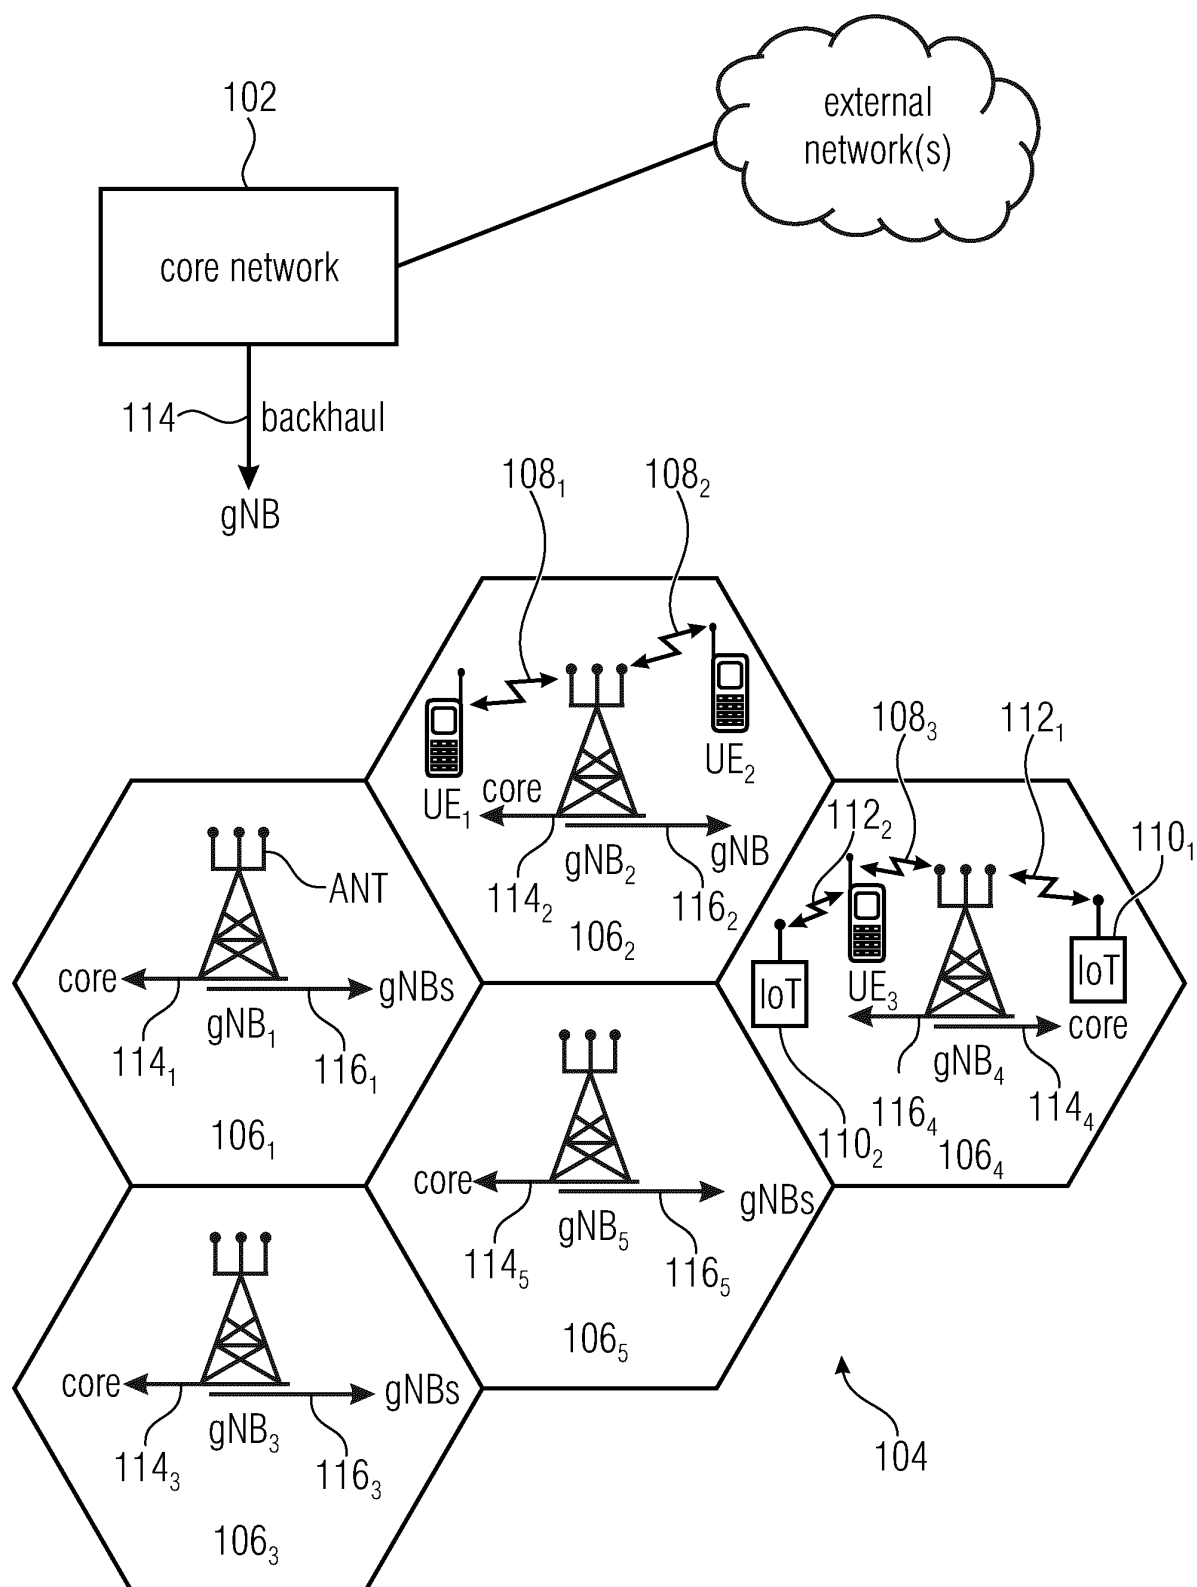 102
external
network(s)
core network
114
backhaul
gNB
108₁
108₂
UE₁
UE₂
core
gNB₂
gNB
114₂
116₂
106₂
108₃
112₁
112₂
110₁
IoT
UE₃
IoT
core
gNB₄
116₄
114₄
110₂
106₄
ANT
core
gNBs
gNB₁
114₁
116₁
106₁
core
gNBs
gNB₅
114₅
116₅
106₅
core
gNBs
gNB₃
114₃
116₃
106₃
104